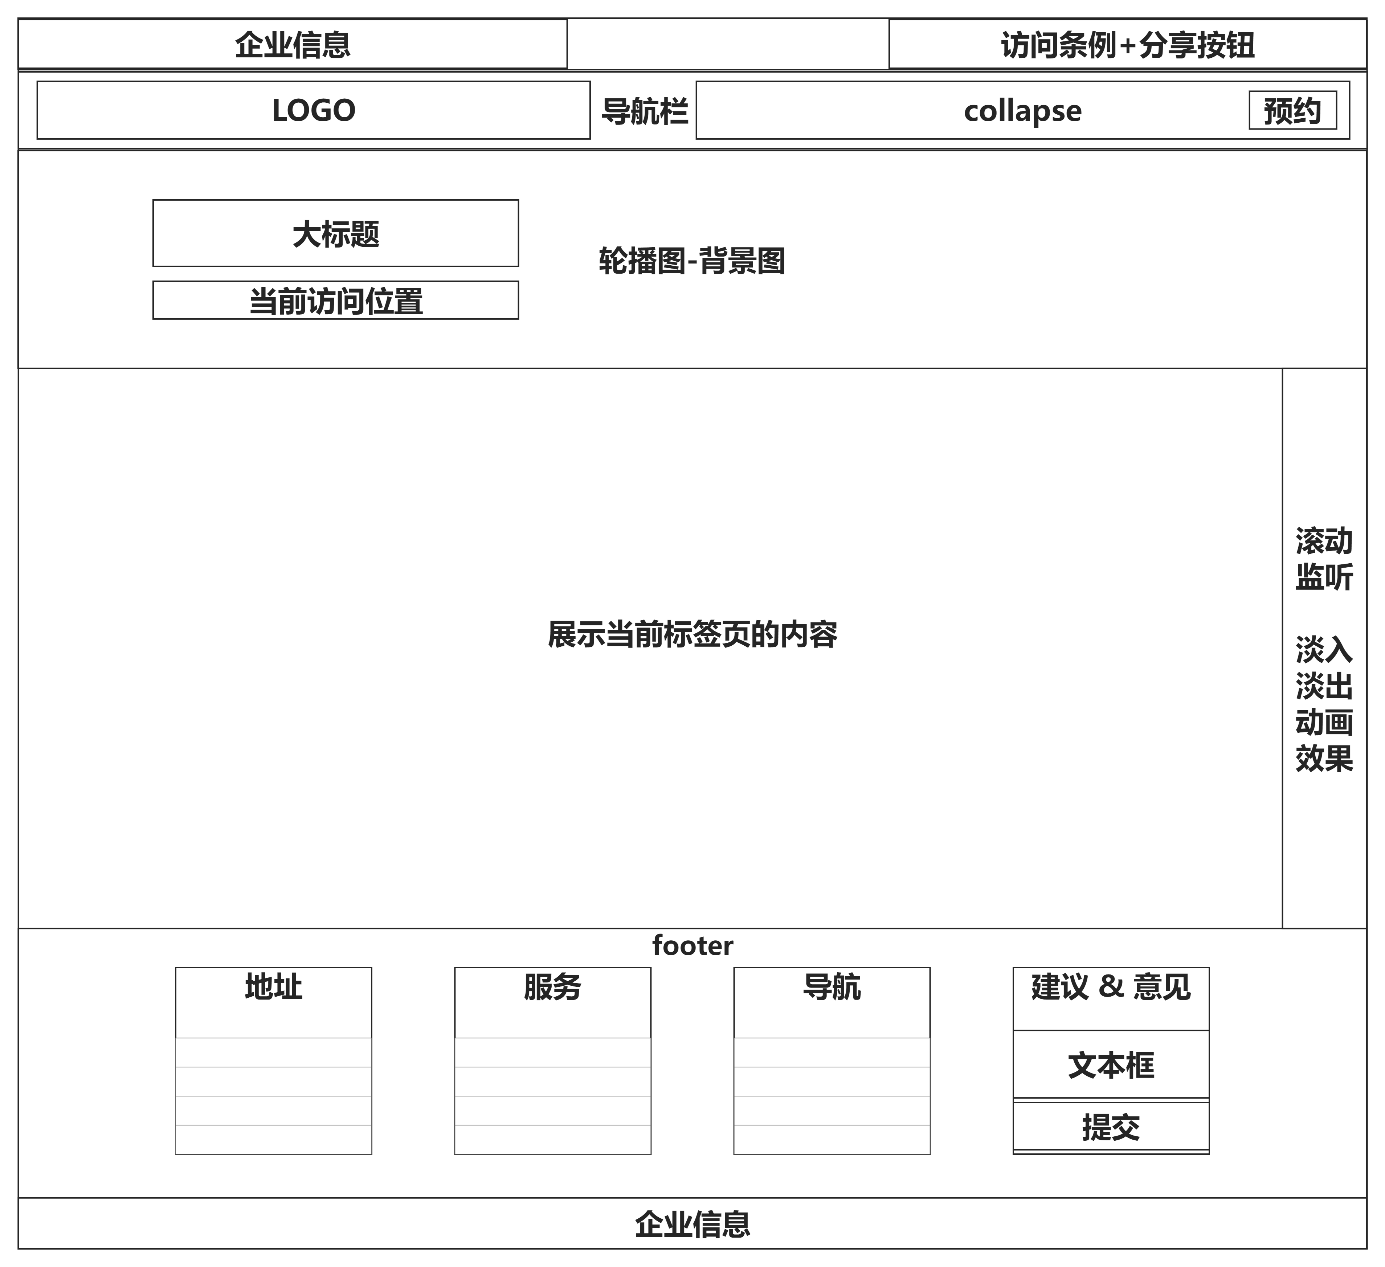 企业信息
访问条例+分享按钮
LOGO
导航栏
collapse
预约
大标题
轮播图-背景图
当前访问位置
展示当前标签页的内容
滚动
监听
淡入
淡出
动画
效果
footer
地址
服务
导航
建议 & 意见
文本框
提交
企业信息